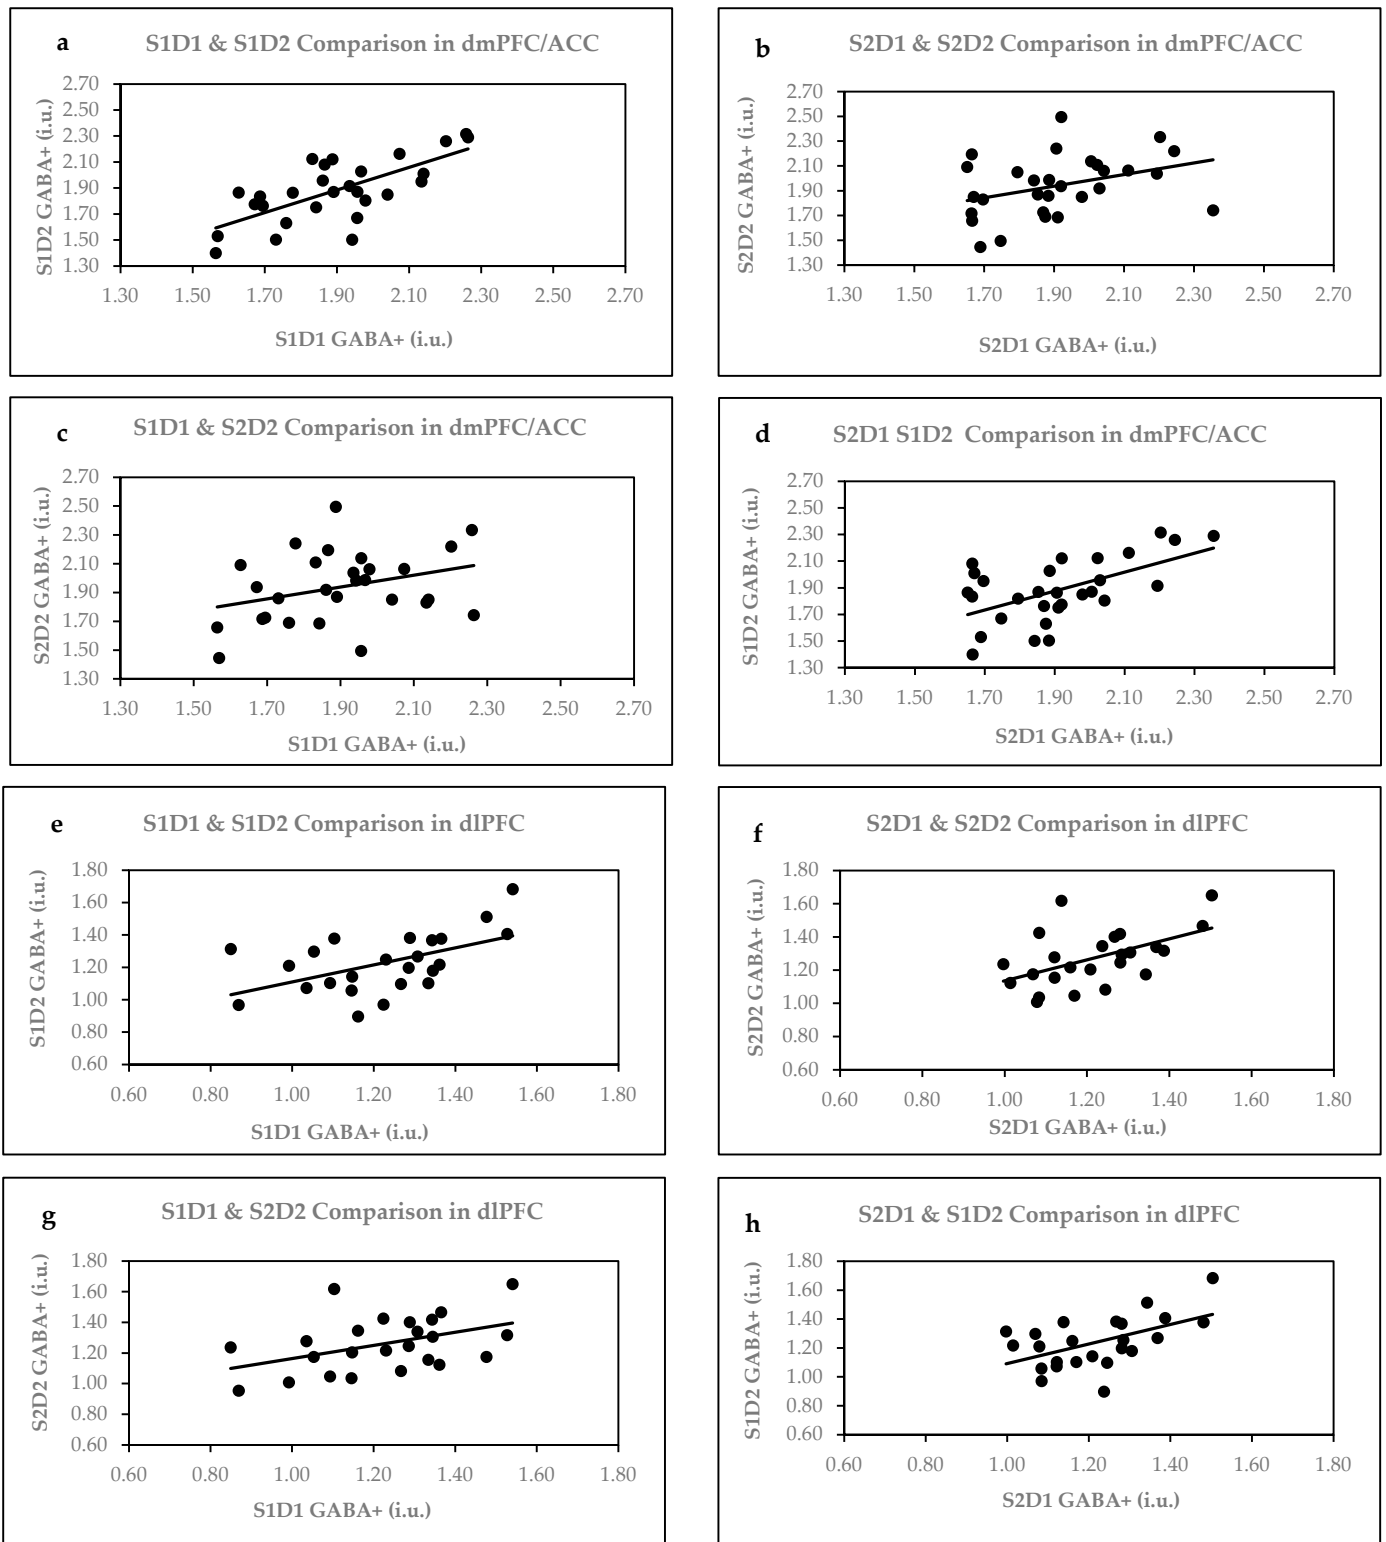 a
S1D1 & S1D2 Comparison in dmPFC/ACC
S1D2 GABA+ (i.u.)
2.70
2.50
2.30
2.10
1.90
1.70
1.50
1.30
1.30 1.50 1.70 1.90 2.10 2.30 2.50 2.70
S1D1 GABA+ (i.u.)
b
S2D1 & S2D2 Comparison in dmPFC/ACC
S2D2 GABA+ (i.u.)
2.70
2.50
2.30
2.10
1.90
1.70
1.50
1.30
1.30 1.50 1.70 1.90 2.10 2.30 2.50 2.70
S2D1 GABA+ (i.u.)
c
S1D1 & S2D2 Comparison in dmPFC/ACC
S2D2 GABA+ (i.u.)
2.70
2.50
2.30
2.10
1.90
1.70
1.50
1.30
1.30 1.50 1.70 1.90 2.10 2.30 2.50 2.70
S1D1 GABA+ (i.u.)
d
S2D1 S1D2 Comparison in dmPFC/ACC
S1D2 GABA+ (i.u.)
2.70
2.50
2.30
2.10
1.90
1.70
1.50
1.30
1.30 1.50 1.70 1.90 2.10 2.30 2.50 2.70
S2D1 GABA+ (i.u.)
e
S1D1 & S1D2 Comparison in dlPFC
S1D2 GABA+ (i.u.)
1.80
1.60
1.40
1.20
1.00
0.80
0.60
0.60 0.80 1.00 1.20 1.40 1.60 1.80
S1D1 GABA+ (i.u.)
f
S2D1 & S2D2 Comparison in dlPFC
S2D2 GABA+ (i.u.)
1.80
1.60
1.40
1.20
1.00
0.80
0.60
0.60 0.80 1.00 1.20 1.40 1.60 1.80
S2D1 GABA+ (i.u.)
g
S1D1 & S2D2 Comparison in dlPFC
S2D2 GABA+ (i.u.)
1.80
1.60
1.40
1.20
1.00
0.80
0.60
0.60 0.80 1.00 1.20 1.40 1.60 1.80
S1D1 GABA+ (i.u.)
h
S2D1 & S1D2 Comparison in dlPFC
S1D2 GABA+ (i.u.)
1.80
1.60
1.40
1.20
1.00
0.80
0.60
0.60 0.80 1.00 1.20 1.40 1.60 1.80
S2D1 GABA+ (i.u.)